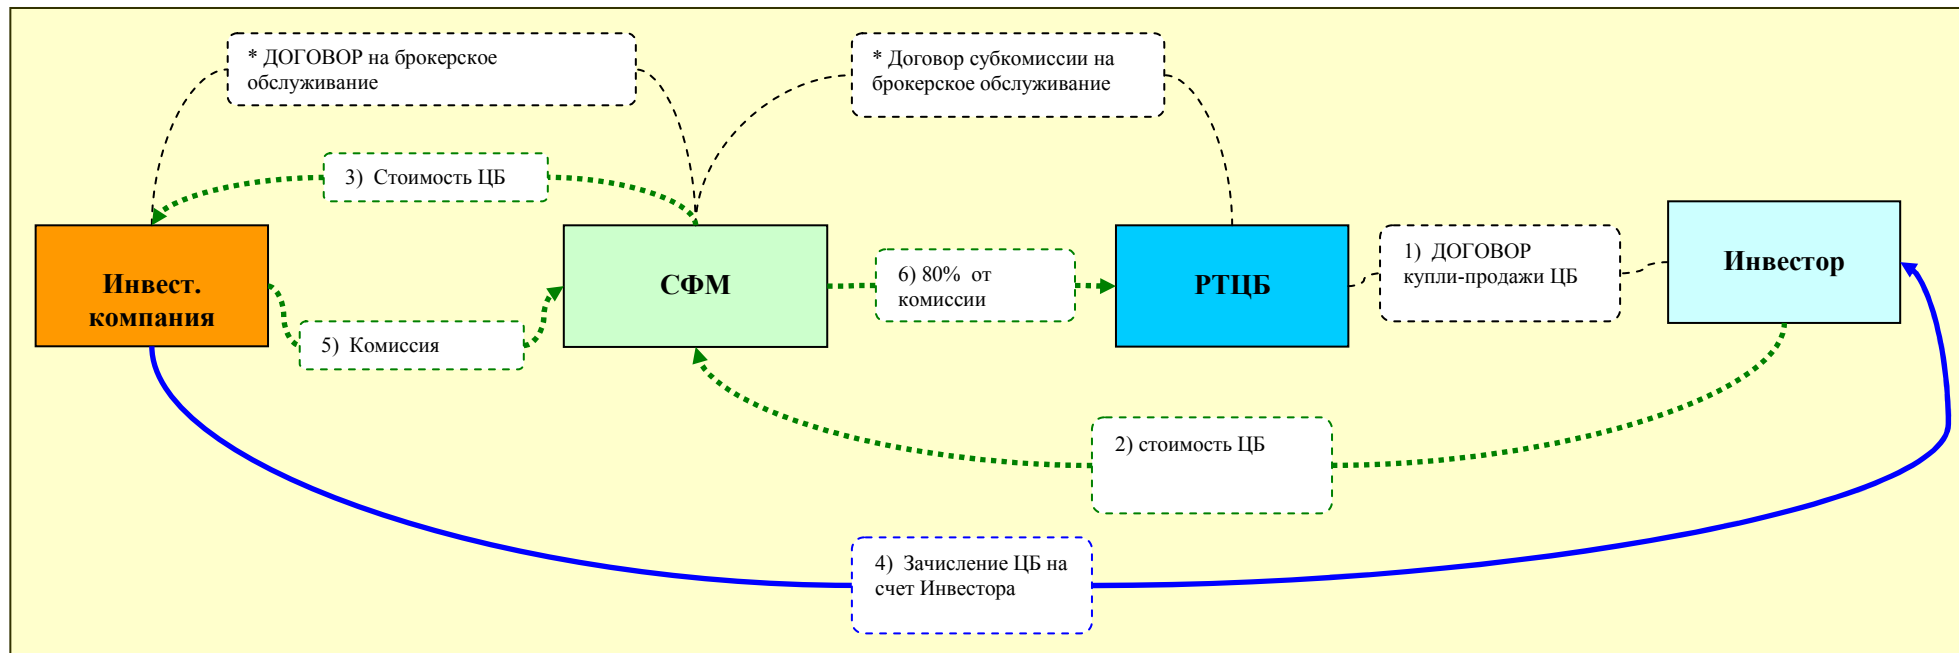 * ДОГОВОР на брокерское
обслуживание
* Договор субкомиссии на
брокерское обслуживание
3) Стоимость ЦБ
Инвест.
компания
СФМ
6) 80% от
комиссии
РТЦБ
1) ДОГОВОР
купли-продажи ЦБ
Инвестор
5) Комиссия
2) стоимость ЦБ
4) Зачисление ЦБ на
счет Инвестора